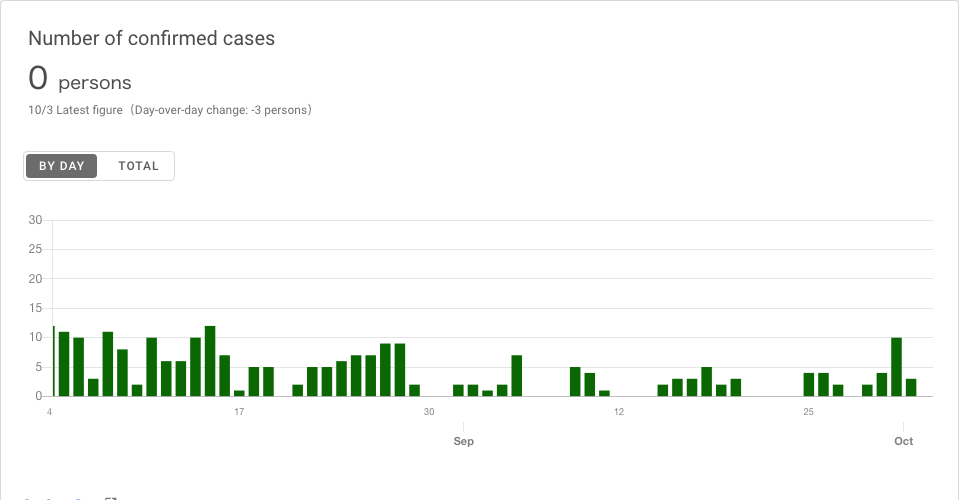 Number of confirmed cases
0 persons
10/3 Latest figure（Day-over-day change: -3 persons）
BY DAY TOTAL
30
25
20
15
10
5
0
4 17 30 12 25
Sep Oct